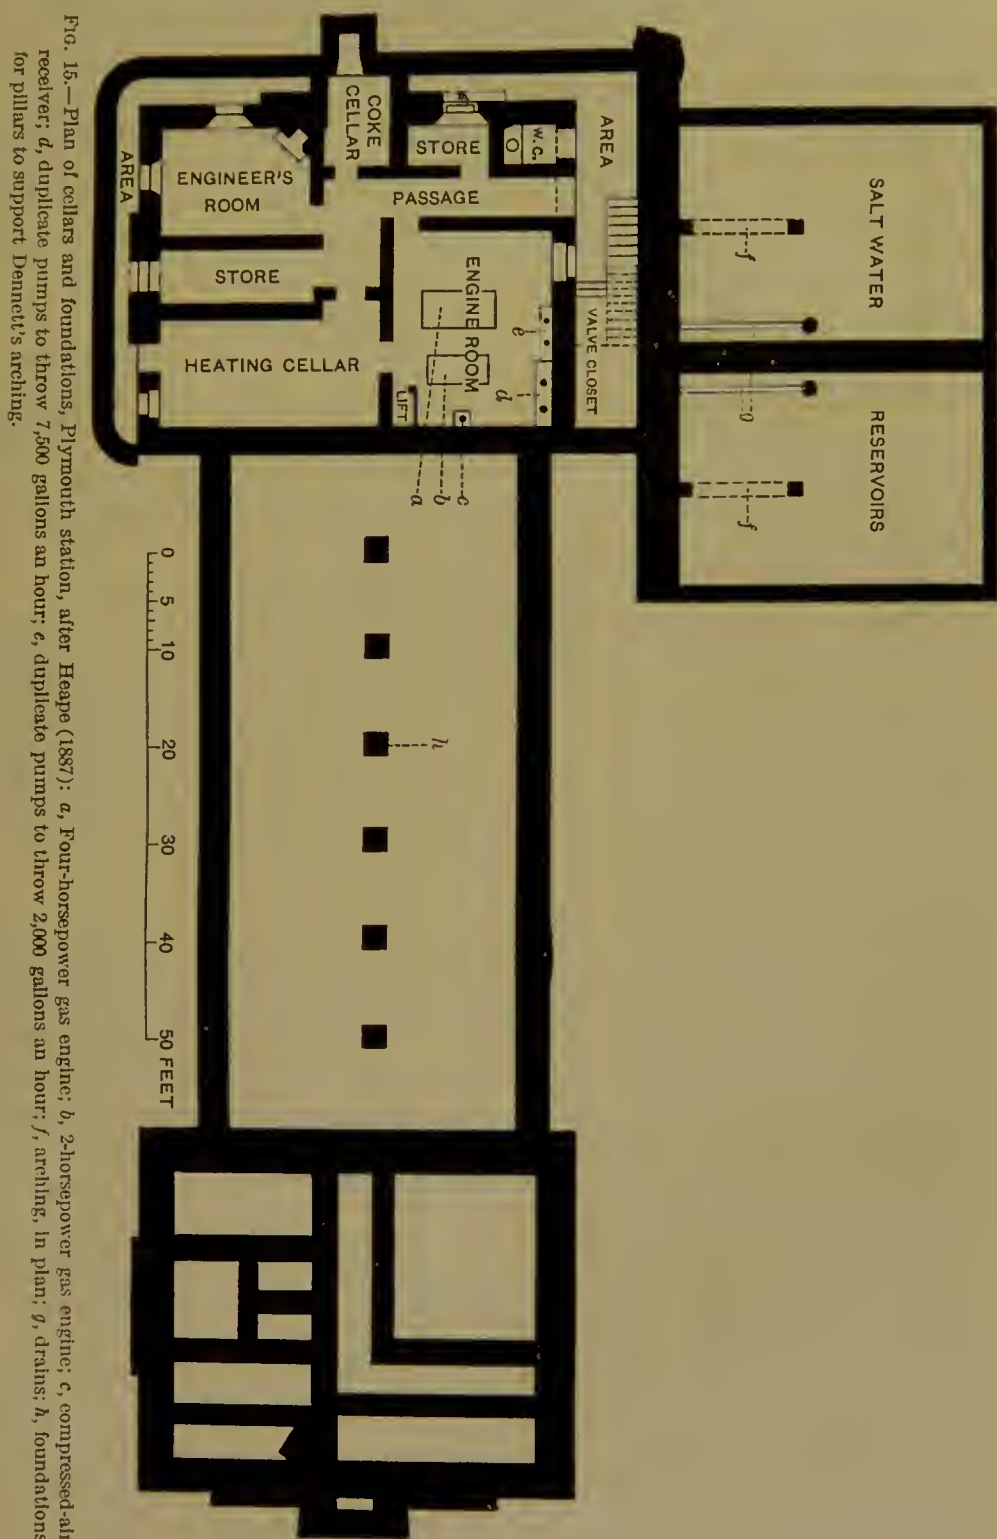 SALT WATER
RESERVOIRS
f
f
g
AREA
VALVE CLOSET
W.C.
STORE
COKE
CELLAR
PASSAGE
ENGINE ROOM
e
d
LIFT
a
b
c
ENGINEER'S
ROOM
STORE
HEATING CELLAR
AREA
h
0 5 10 20 30 40 50 FEET
FIG. 15.—Plan of cellars and foundations, Plymouth station, after Heape (1887): a, Four-horsepower gas engine; b, 2-horsepower gas engine; c, compressed-air
receiver; d, duplicate pumps to throw 7,500 gallons an hour; e, duplicate pumps to throw 2,000 gallons an hour; f, arching, in plan; g, drains; h, foundations
for pillars to support Dennett's arching.